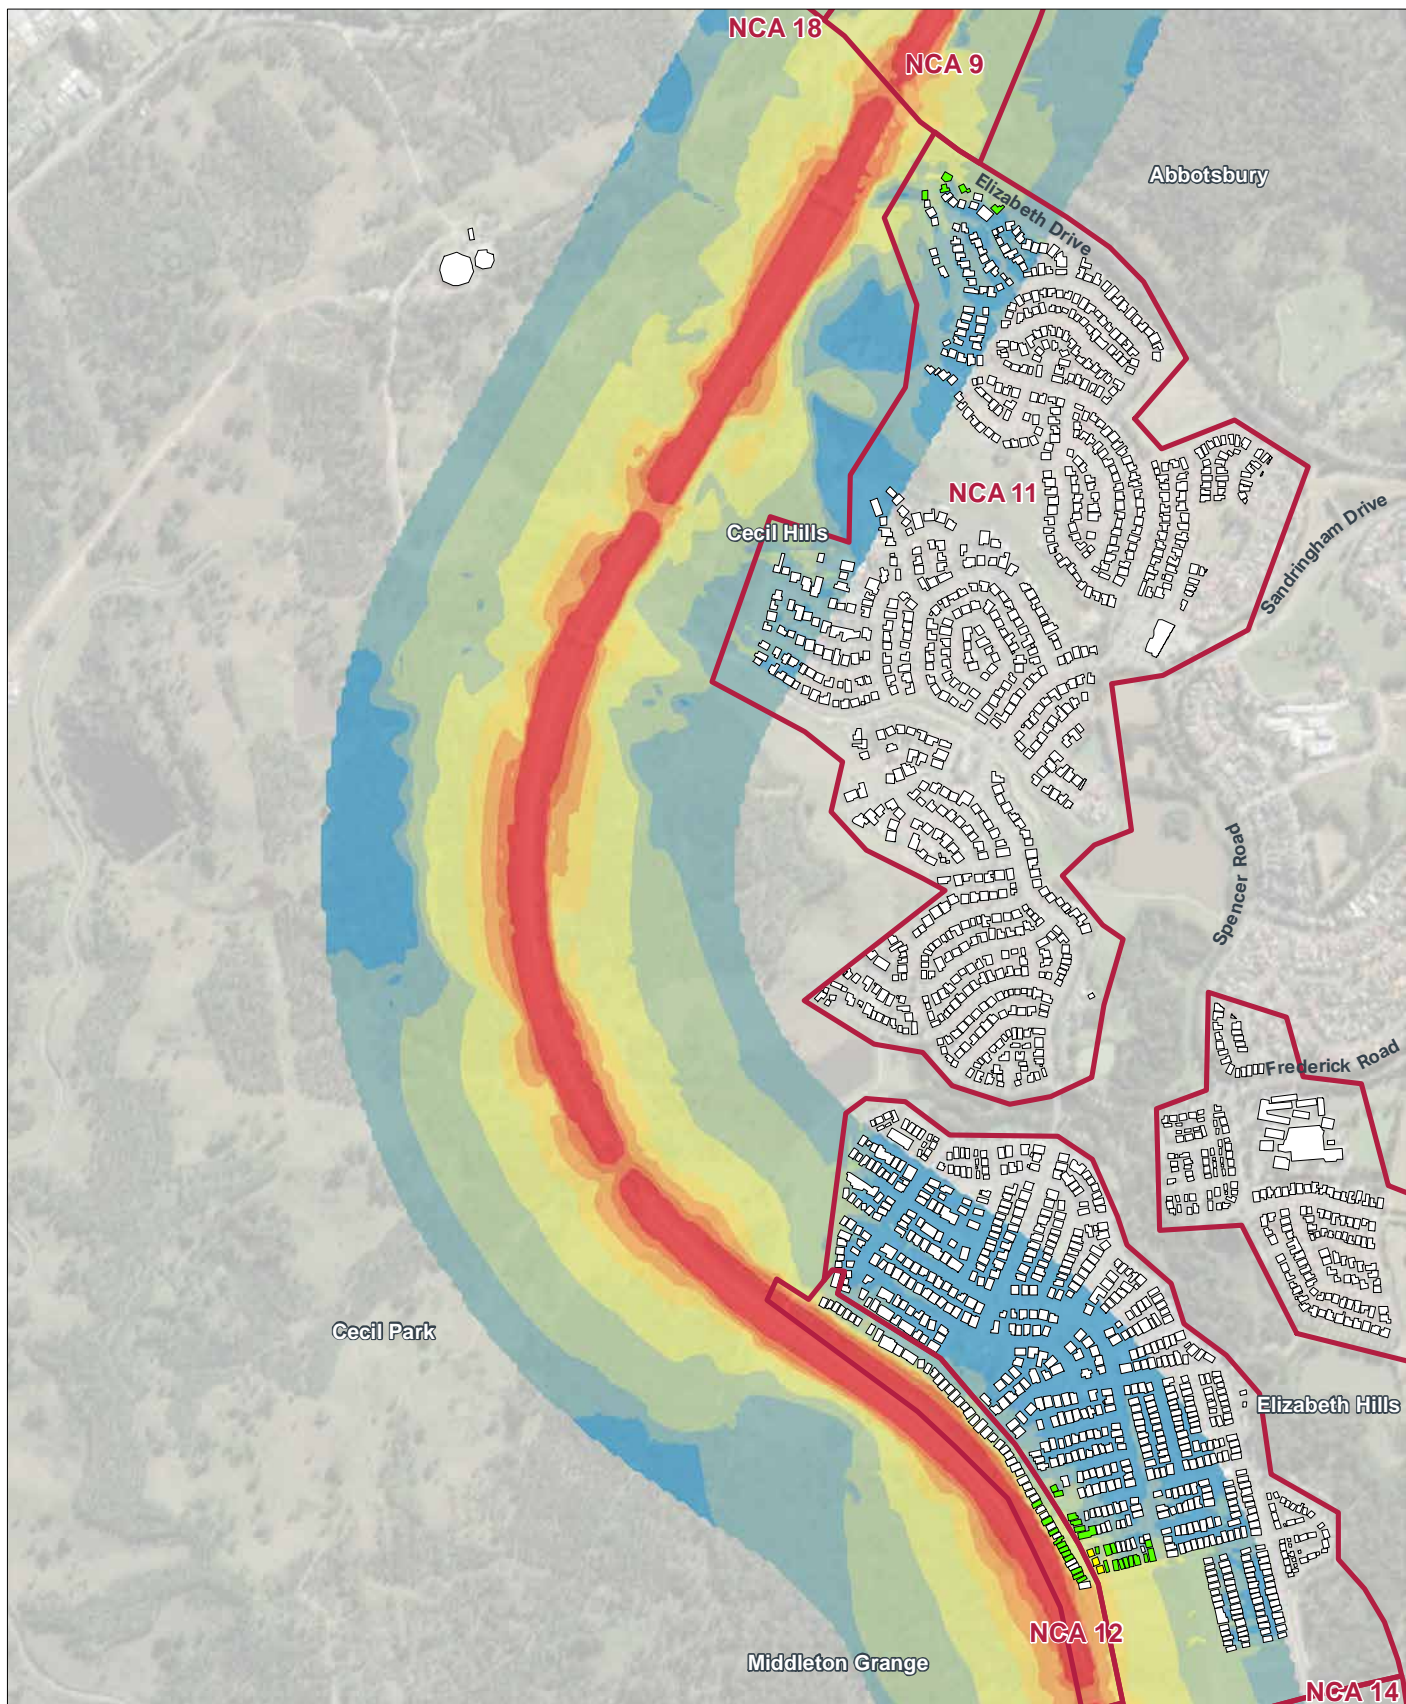 NCA 18
NCA 9
Abbotsbury
Elizabeth Drive
NCA 11
Cecil Hills
Sandringham Drive
Spencer Road
Frederick Road
Cecil Park
Elizabeth Hills
NCA 12
Middleton Grange
NCA 14